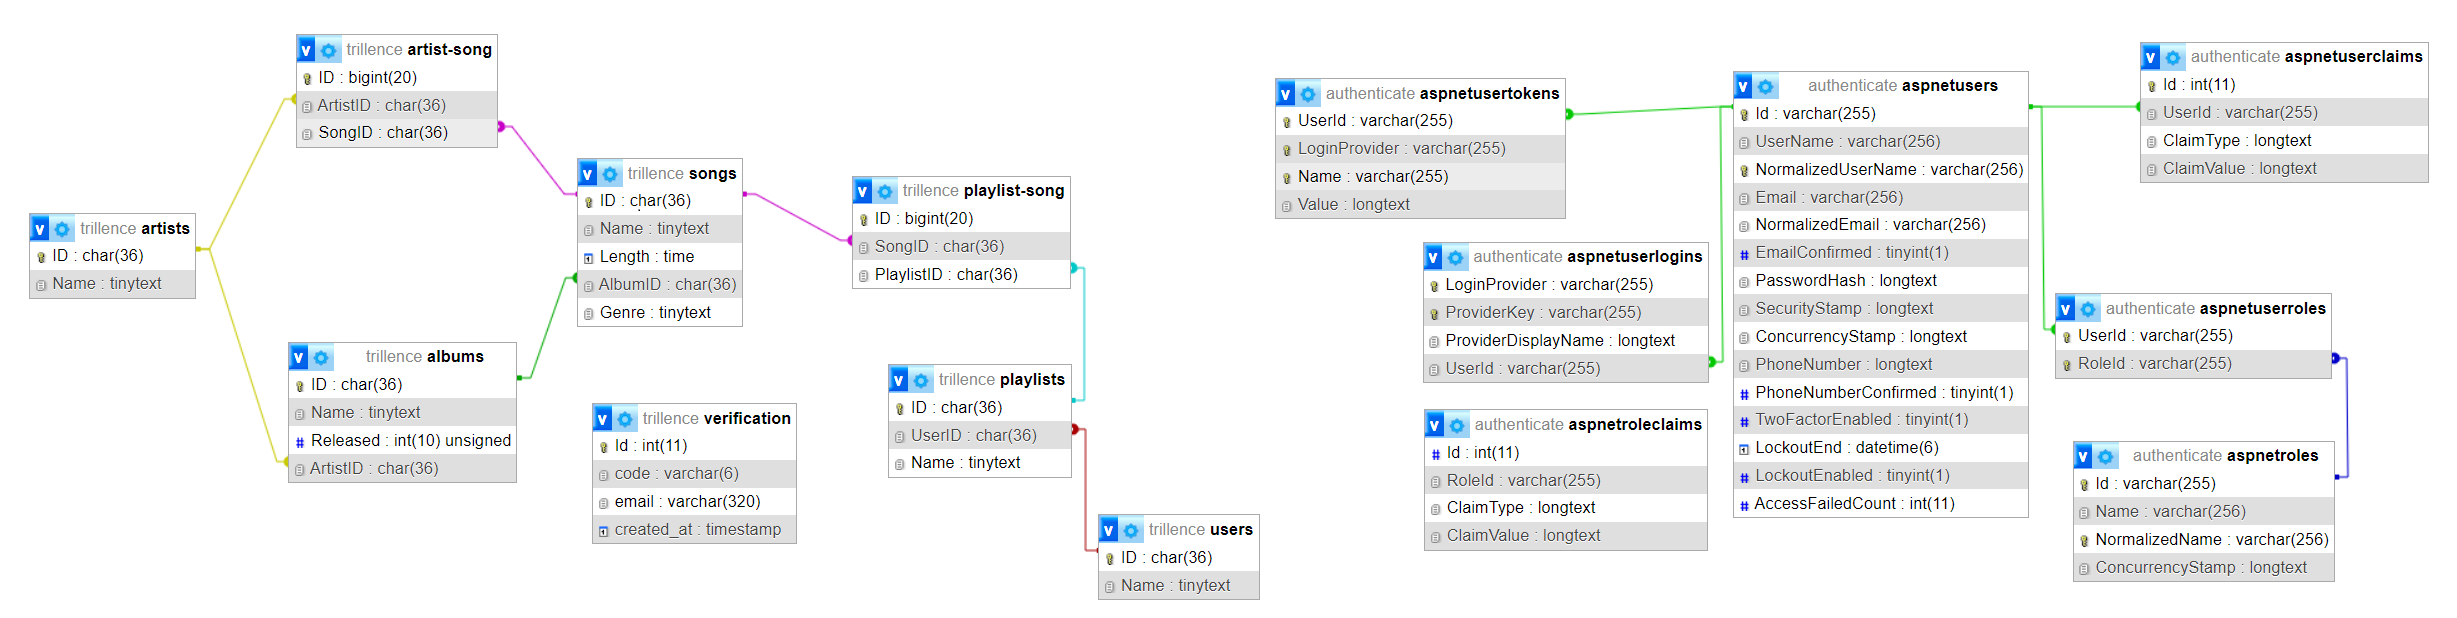 trillence artist-song
ID : bigint(20)
ArtistID : char(36)
SongID : char(36)
trillence artists
ID : char(36)
Name : tinytext
trillence albums
ID : char(36)
Name : tinytext
Released : int(10) unsigned
ArtistID : char(36)
trillence songs
ID : char(36)
Name : tinytext
Length : time
AlbumID : char(36)
Genre : tinytext
trillence verification
Id : int(11)
code : varchar(6)
email : varchar(320)
created_at : timestamp
trillence playlist-song
ID : bigint(20)
SongID : char(36)
PlaylistID : char(36)
trillence playlists
ID : char(36)
UserID : char(36)
Name : tinytext
trillence users
ID : char(36)
Name : tinytext
authenticate aspnetusertokens
UserId : varchar(255)
LoginProvider : varchar(255)
Name : varchar(255)
Value : longtext
authenticate aspnetuserlogins
LoginProvider : varchar(255)
ProviderKey : varchar(255)
ProviderDisplayName : longtext
UserId : varchar(255)
authenticate aspnetroleclaims
Id : int(11)
RoleId : varchar(255)
ClaimType : longtext
ClaimValue : longtext
authenticate aspnetusers
Id : varchar(255)
UserName : varchar(256)
NormalizedUserName : varchar(256)
Email : varchar(256)
NormalizedEmail : varchar(256)
EmailConfirmed : tinyint(1)
PasswordHash : longtext
SecurityStamp : longtext
ConcurrencyStamp : longtext
PhoneNumber : longtext
PhoneNumberConfirmed : tinyint(1)
TwoFactorEnabled : tinyint(1)
LockoutEnd : datetime(6)
LockoutEnabled : tinyint(1)
AccessFailedCount : int(11)
authenticate aspnetuserclaims
Id : int(11)
UserId : varchar(255)
ClaimType : longtext
ClaimValue : longtext
authenticate aspnetuserroles
UserId : varchar(255)
RoleId : varchar(255)
authenticate aspnetroles
Id : varchar(255)
Name : varchar(256)
NormalizedName : varchar(256)
ConcurrencyStamp : longtext